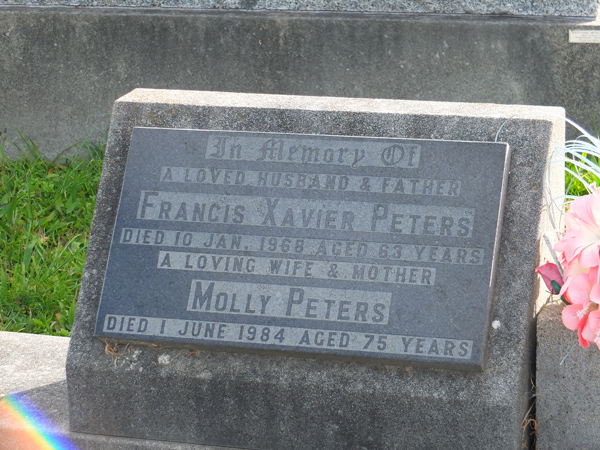 In Memory Of
A LOVED HUSBAND & FATHER
FRANCIS XAVIER PETERS
DIED 10 JAN. 1968 AGED 63 YEARS
A LOVING WIFE & MOTHER
MOLLY PETERS
DIED 1 JUNE 1984 AGED 75 YEARS